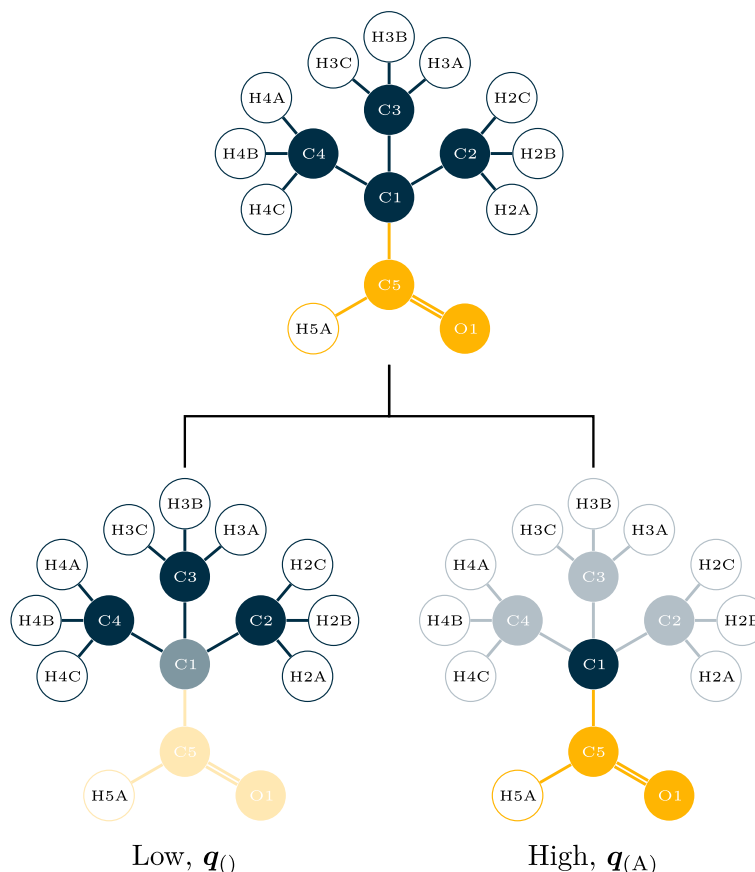 H3B
H3C H3A
H4A C3 H2C
H4B C4 C2 H2B
H4C C1 H2A
C5
H5A O1
H3B H3B
H3C H3A H3C H3A
H4A C3 H2C H4A C3 H2C
H4B C4 C2 H2B H4B C4 C2 H2B
H4C C1 H2A H4C C1 H2A
C5 C5
H5A O1 H5A O1
Low, q() High, q(A)